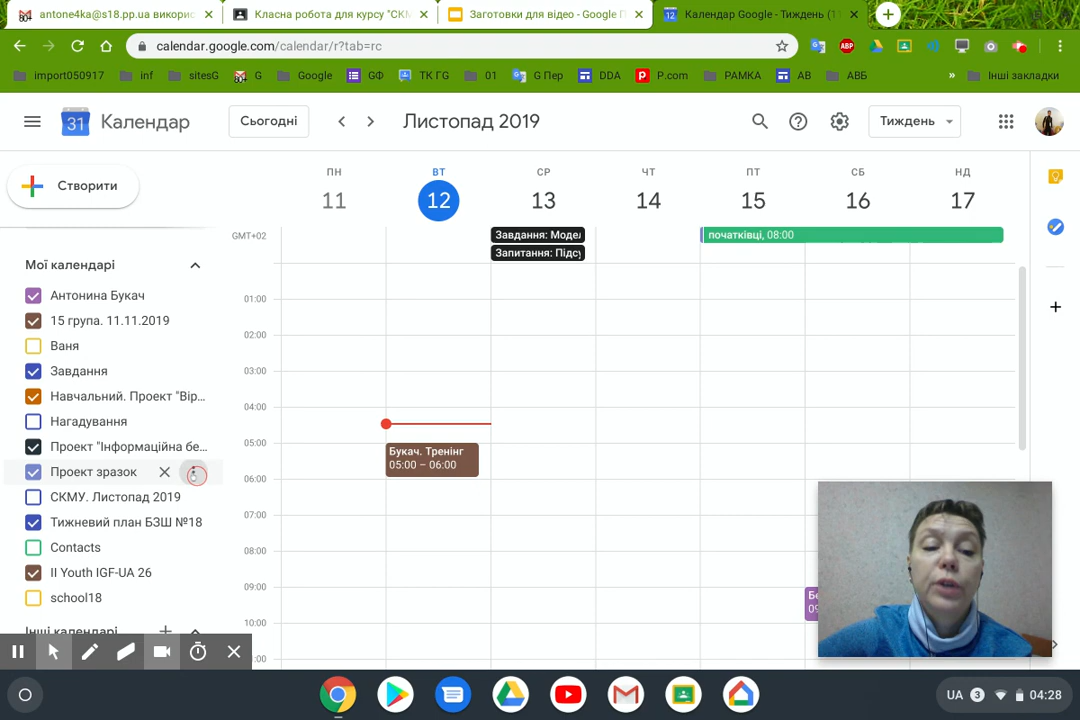 antone4ka@s18.pp.ua викорис
Класна робота для курсу "СКМ
Заготовки для відео - Google П
Календар Google - Тиждень (1
calendar.google.com/calendar/r?tab=rc
import050917
inf
sitesG
G
Google
ГФ
ТК ГГ
01
G Пер
DDA
P.com
РАМКА
АВ
АВБ
»
Інші закладки
31
Календар
Сьогодні
Листопад 2019
Тиждень
Створити
ПН
ВТ
СР
ЧТ
ПТ
СБ
НД
11
12
13
14
15
16
17
GMT+02
Завдання: Модел
Запитання: Підсу
початківці, 08:00
Мої календарі
Антонина Букач
15 група. 11.11.2019
Ваня
Завдання
Навчальний. Проект "Вір...
Нагадування
Проект "Інформаційна бе...
Проект зразок
СКМУ. Листопад 2019
Тижневий план БЗШ №18
Contacts
II Youth IGF-UA 26
school18
Інші календарі
01:00
02:00
03:00
04:00
05:00
06:00
07:00
08:00
09:00
10:00
Букач. Тренінг
05:00 – 06:00
UA
3
04:28